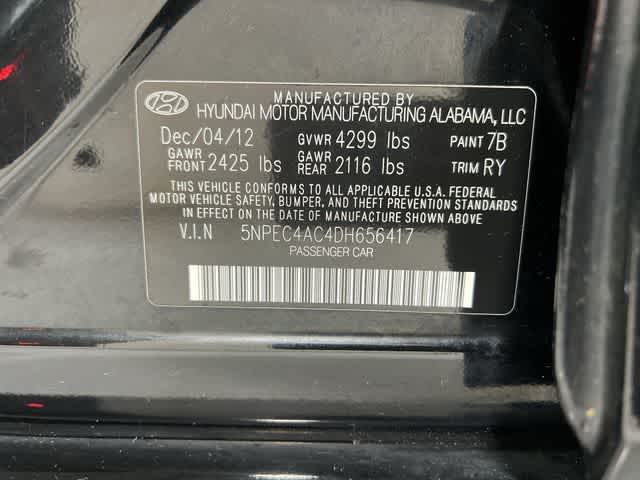 MANUFACTURED BY
HYUNDAI MOTOR MANUFACTURING ALABAMA, LLC
Dec/04/12 GVWR 4299 lbs PAINT 7B
GAWR FRONT 2425 lbs GAWR REAR 2116 lbs TRIM RY
THIS VEHICLE CONFORMS TO ALL APPLICABLE U.S.A. FEDERAL
MOTOR VEHICLE SAFETY, BUMPER, AND THEFT PREVENTION STANDARDS
IN EFFECT ON THE DATE OF MANUFACTURE SHOWN ABOVE.
V.I.N 5NPEC4AC4DH656417
PASSENGER CAR